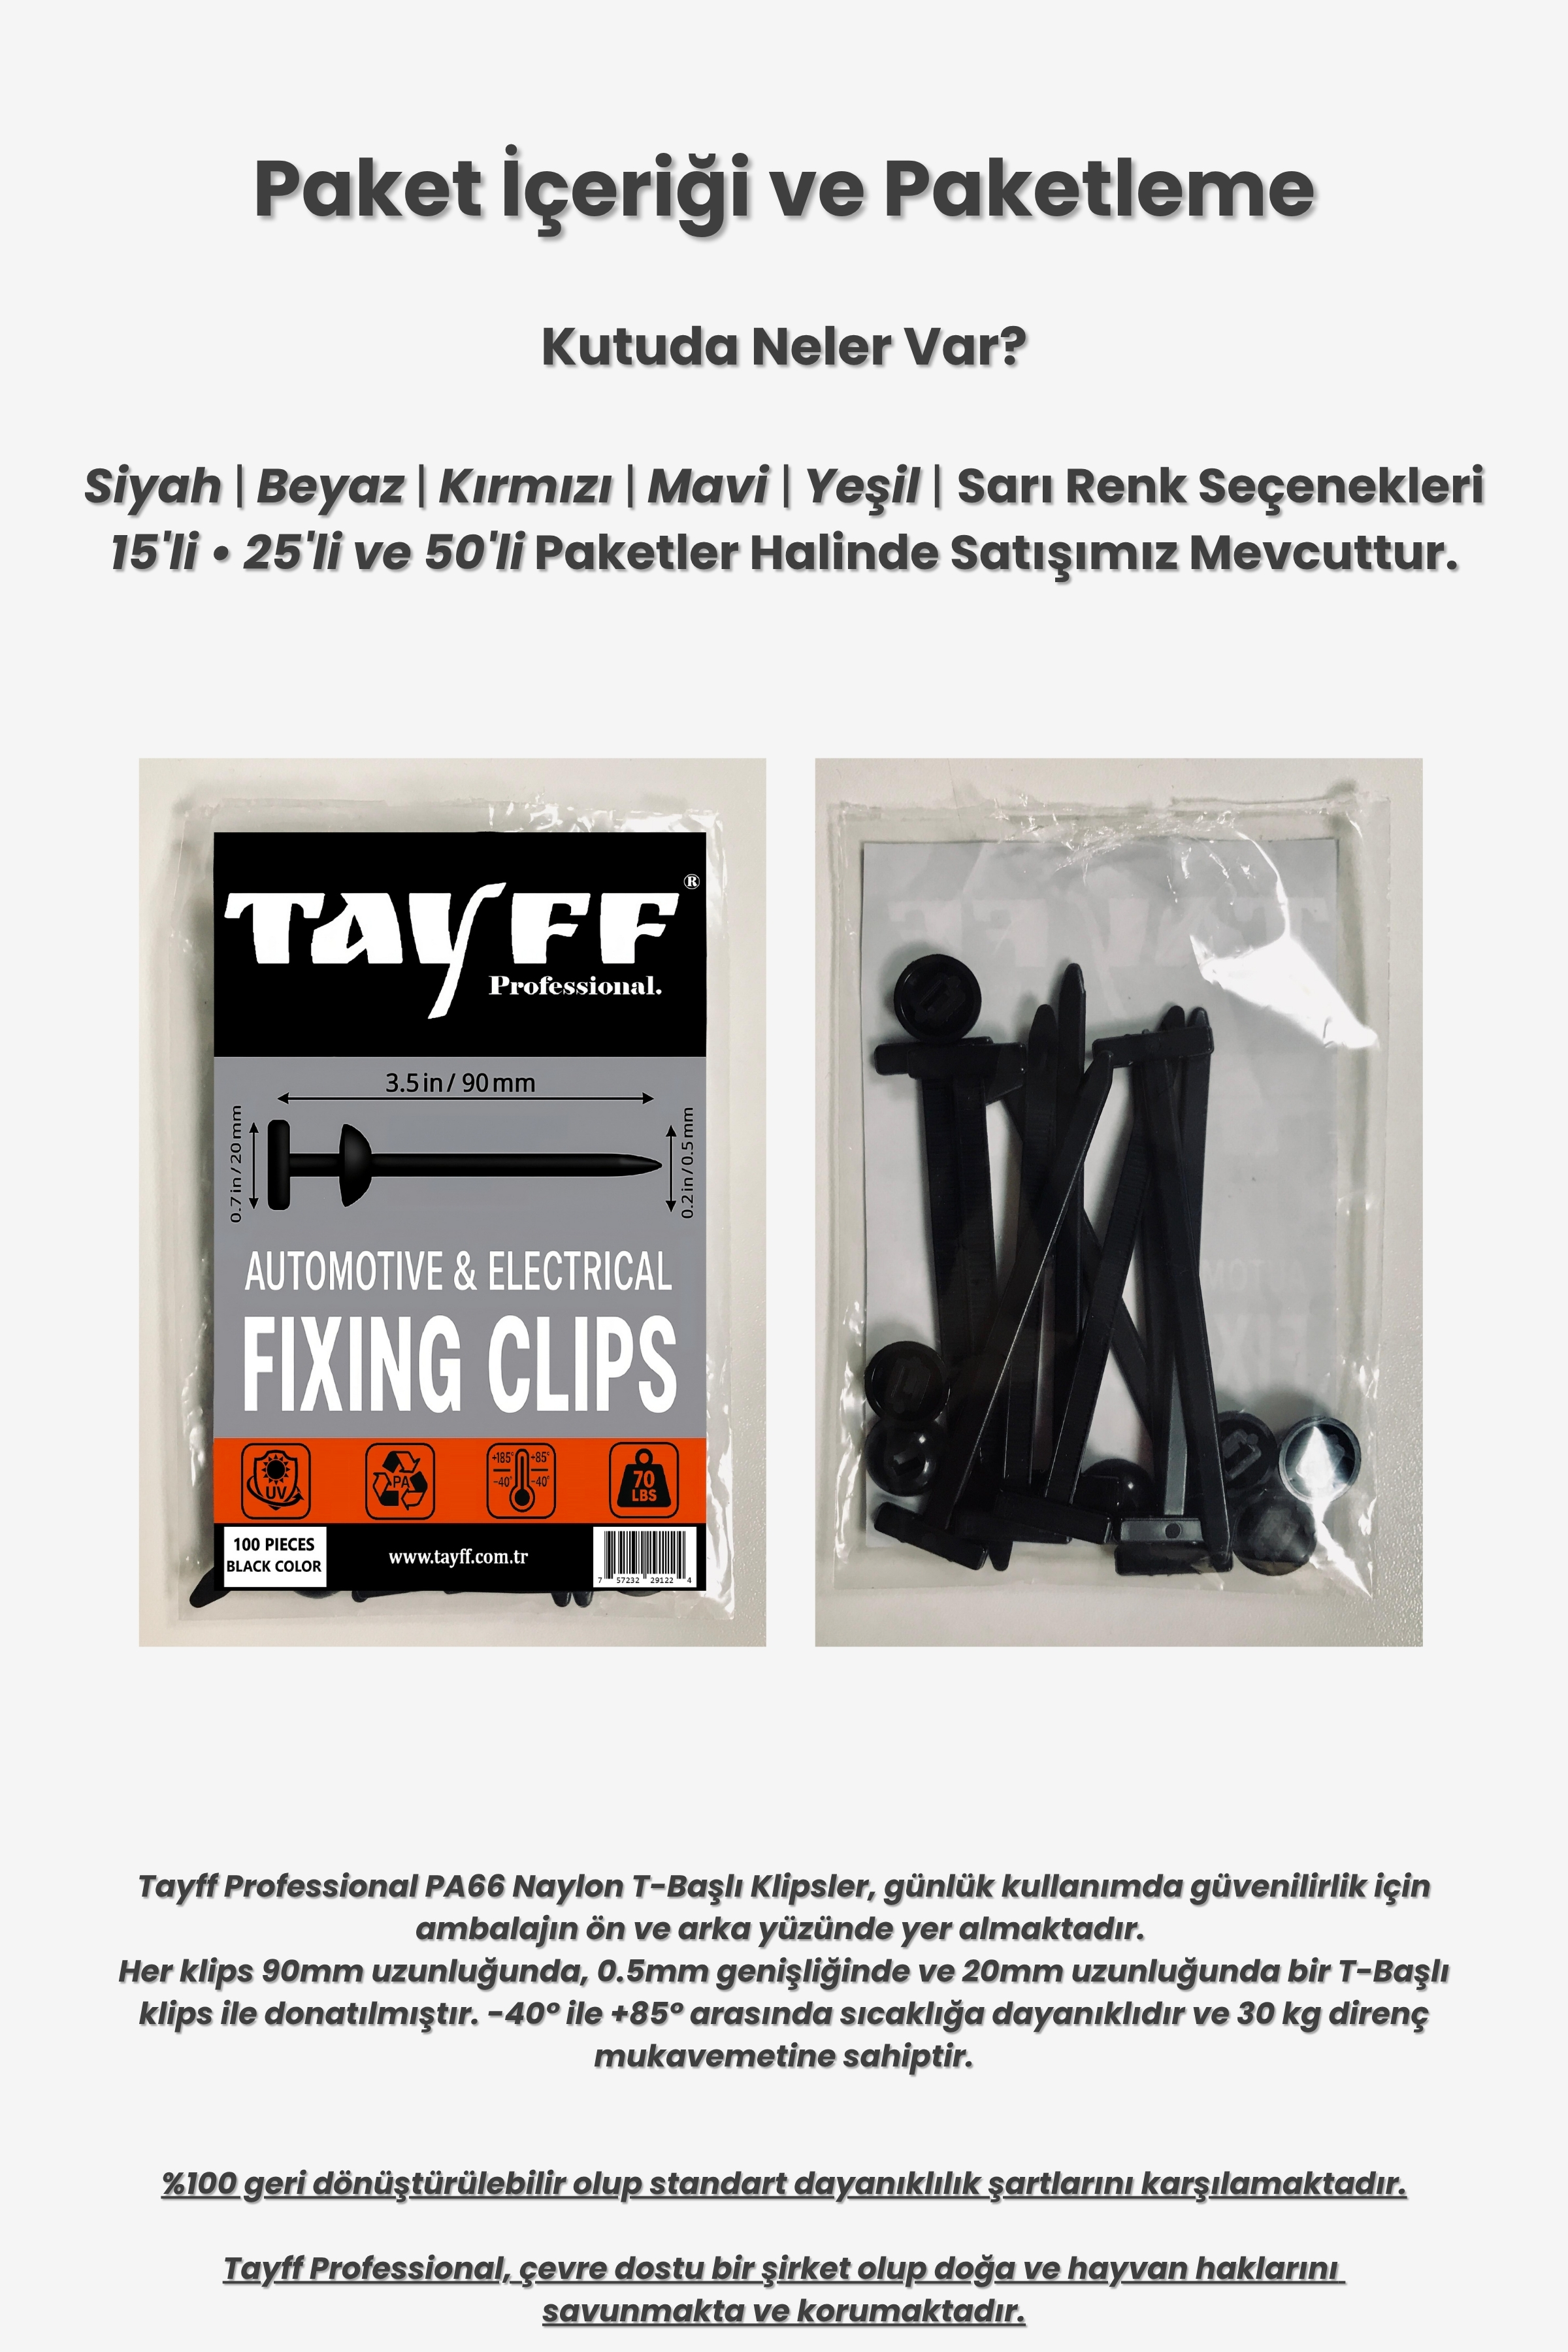 Paket İçeriği ve Paketleme
Kutuda Neler Var?
Siyah | Beyaz | Kırmızı | Mavi | Yeşil | Sarı Renk Seçenekleri
15'li • 25'li ve 50'li Paketler Halinde Satışımız Mevcuttur.
TAYFF®
Professional.
3.5 in / 90 mm
0.7 in / 20 mm
0.2 in / 0.5 mm
AUTOMOTIVE & ELECTRICAL
FIXING CLIPS
UV
PA
+185° +85°
-40° -40°
70
LBS
100 PIECES
BLACK COLOR
www.tayff.com.tr
7 57232 29122 4
Tayff Professional PA66 Naylon T-Başlı Klipsler, günlük kullanımda güvenilirlik için
ambalajın ön ve arka yüzünde yer almaktadır.
Her klips 90mm uzunluğunda, 0.5mm genişliğinde ve 20mm uzunluğunda bir T-Başlı
klips ile donatılmıştır. -40° ile +85° arasında sıcaklığa dayanıklıdır ve 30 kg direnç
mukavemetine sahiptir.
%100 geri dönüştürülebilir olup standart dayanıklılık şartlarını karşılamaktadır.
Tayff Professional, çevre dostu bir şirket olup doğa ve hayvan haklarını
savunmakta ve korumaktadır.